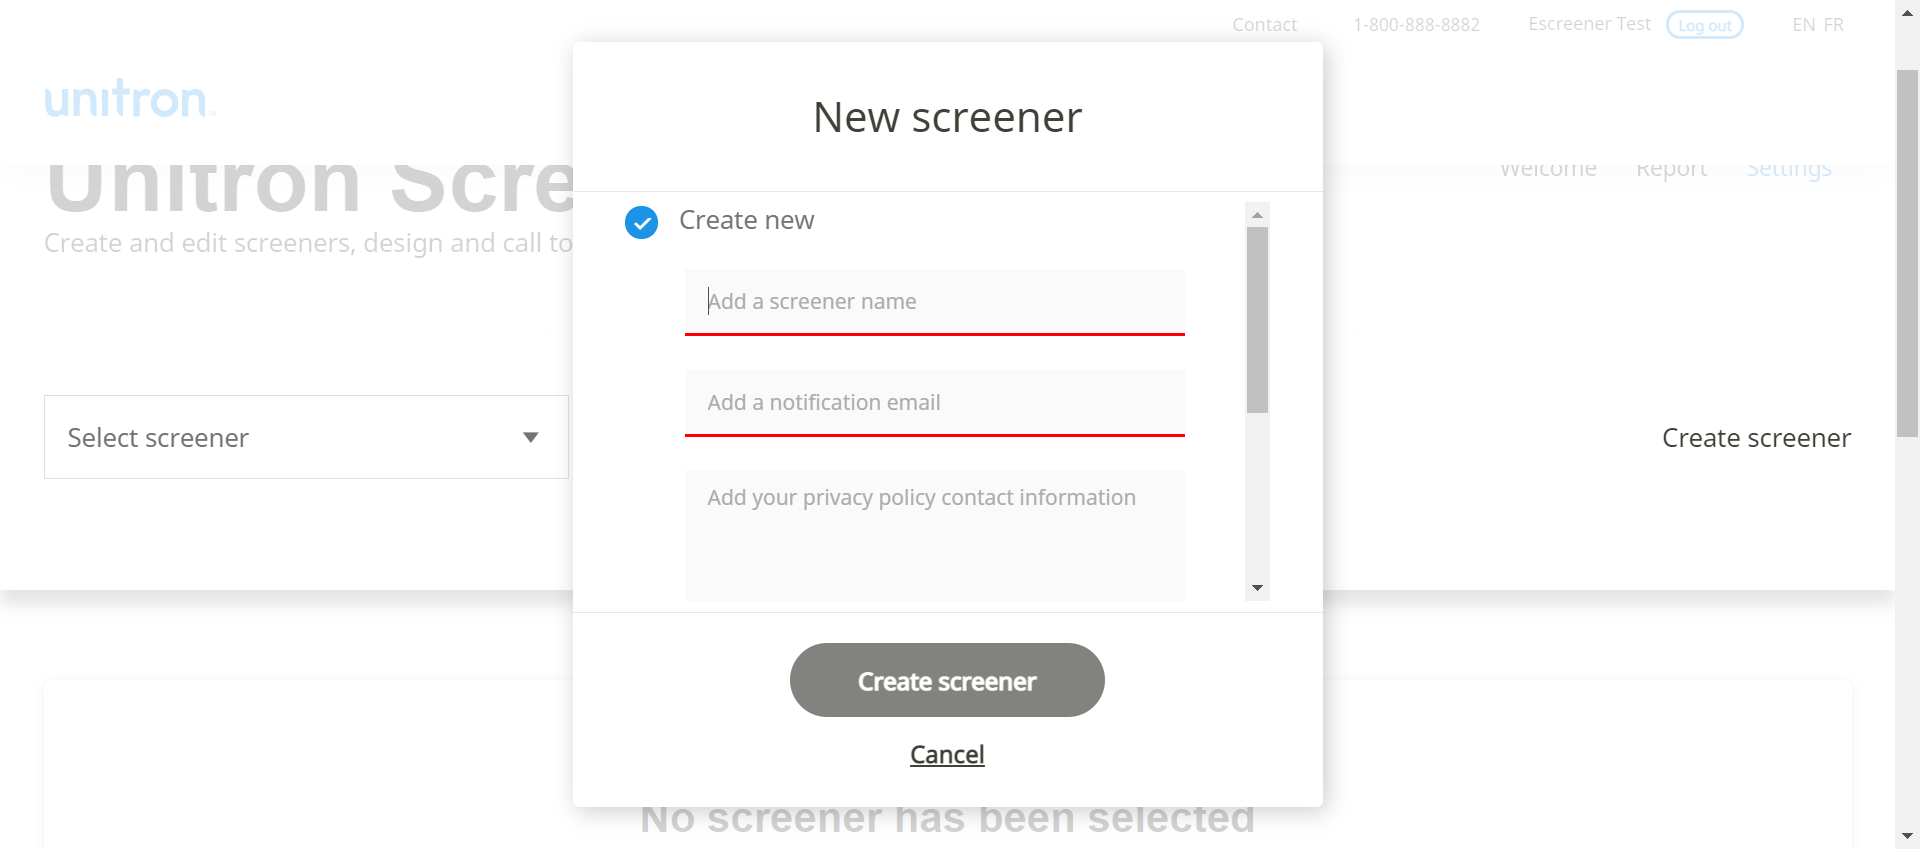 Contact 1-800-888-8882 Escreener Test Log out EN FR
unitron
Unitron Scre
Welcome Report Settings
Create and edit screeners, design and call to
Select screener
Create screener
New screener
Create new
Add a screener name
Add a notification email
Add your privacy policy contact information
Create screener
Cancel
No screener has been selected